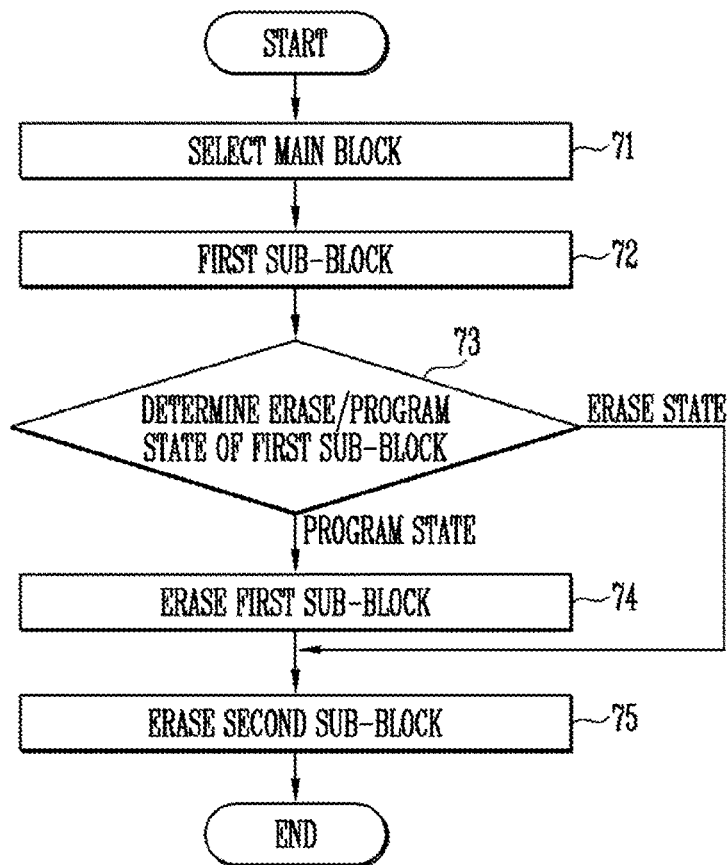 START
SELECT MAIN BLOCK
71
FIRST SUB-BLOCK
72
73
DETERMINE ERASE/PROGRAM
STATE OF FIRST SUB-BLOCK
ERASE STATE
PROGRAM STATE
ERASE FIRST SUB-BLOCK
74
ERASE SECOND SUB-BLOCK
75
END